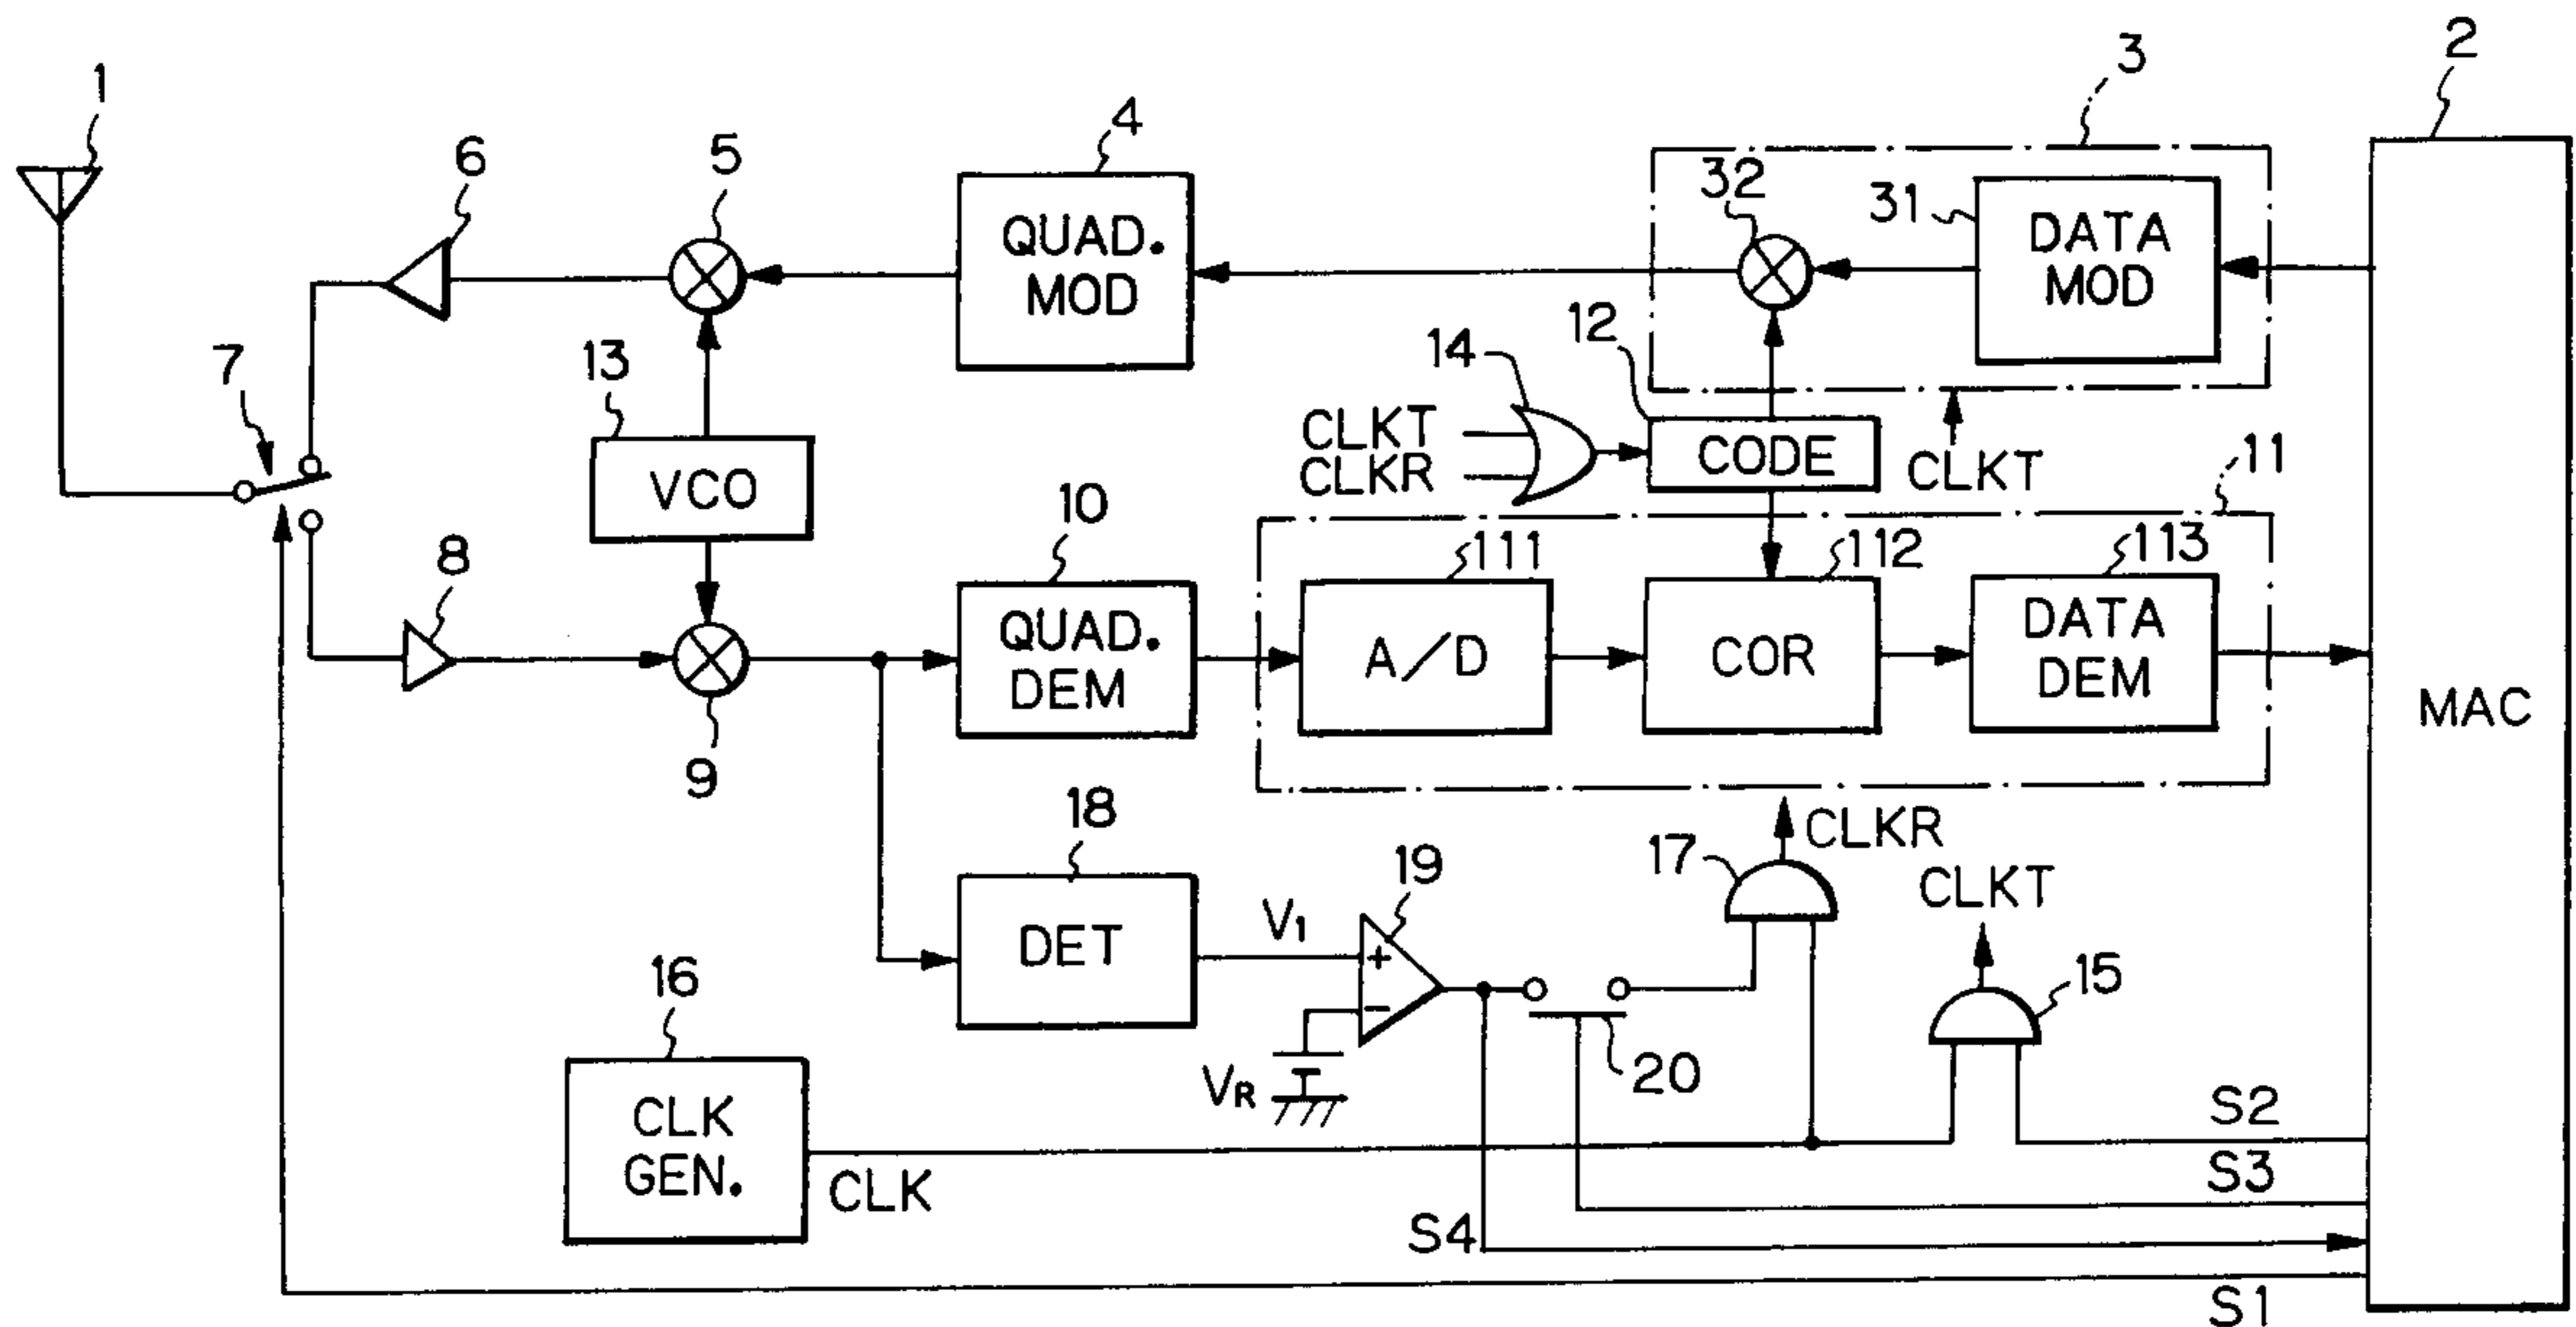 1
2
3
4
5
6
7
8
9
10
11
12
13
14
15
16
17
18
19
20
31
32
111
112
113
QUAD.
MOD
DATA
MOD
VCO
CLKT
CLKR
CODE
CLKT
QUAD.
DEM
A/D
COR
DATA
DEM
MAC
CLKR
CLKT
DET
V1
+
−
VR
CLK
GEN.
CLK
S2
S3
S4
S1